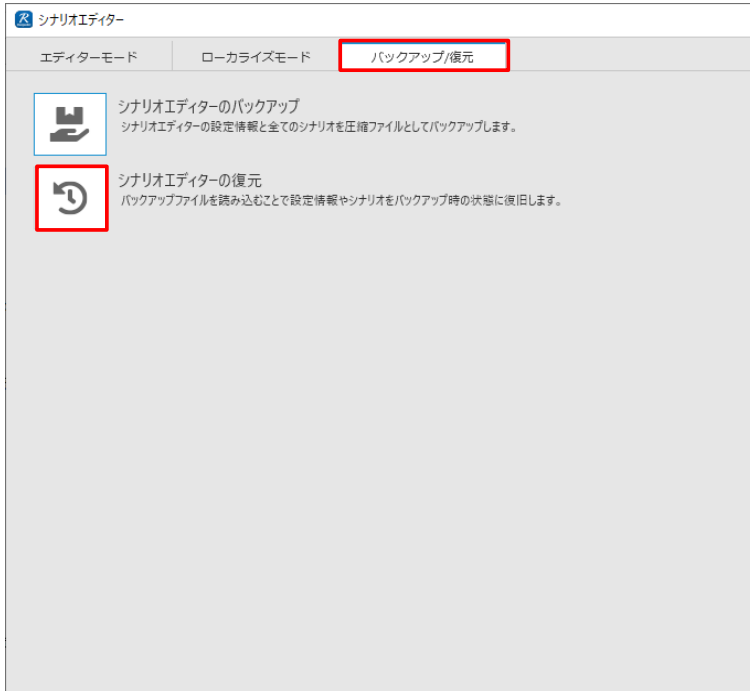 シナリオエディター
エディターモード ローカライズモード バックアップ/復元
シナリオエディターのバックアップ
シナリオエディターの設定情報と全てのシナリオを圧縮ファイルとしてバックアップします。
シナリオエディターの復元
バックアップファイルを読み込むことで設定情報やシナリオをバックアップ時の状態に復旧します。